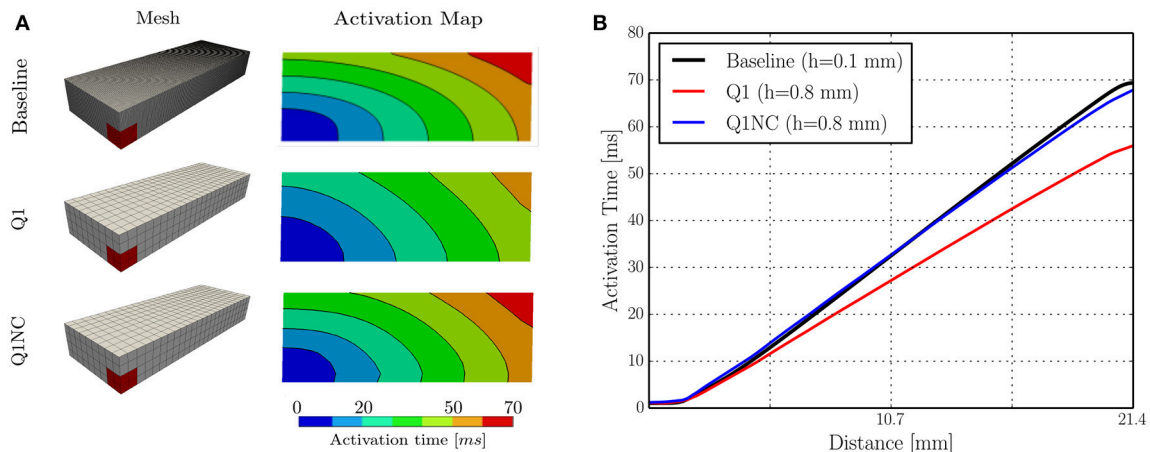 A
Mesh
Activation Map
Baseline
Q1
Q1NC
0 20 50 70
Activation time [ms]
B
80
70
60
50
40
30
20
10
0
Activation Time [ms]
Baseline (h=0.1 mm)
Q1 (h=0.8 mm)
Q1NC (h=0.8 mm)
10.7 21.4
Distance [mm]